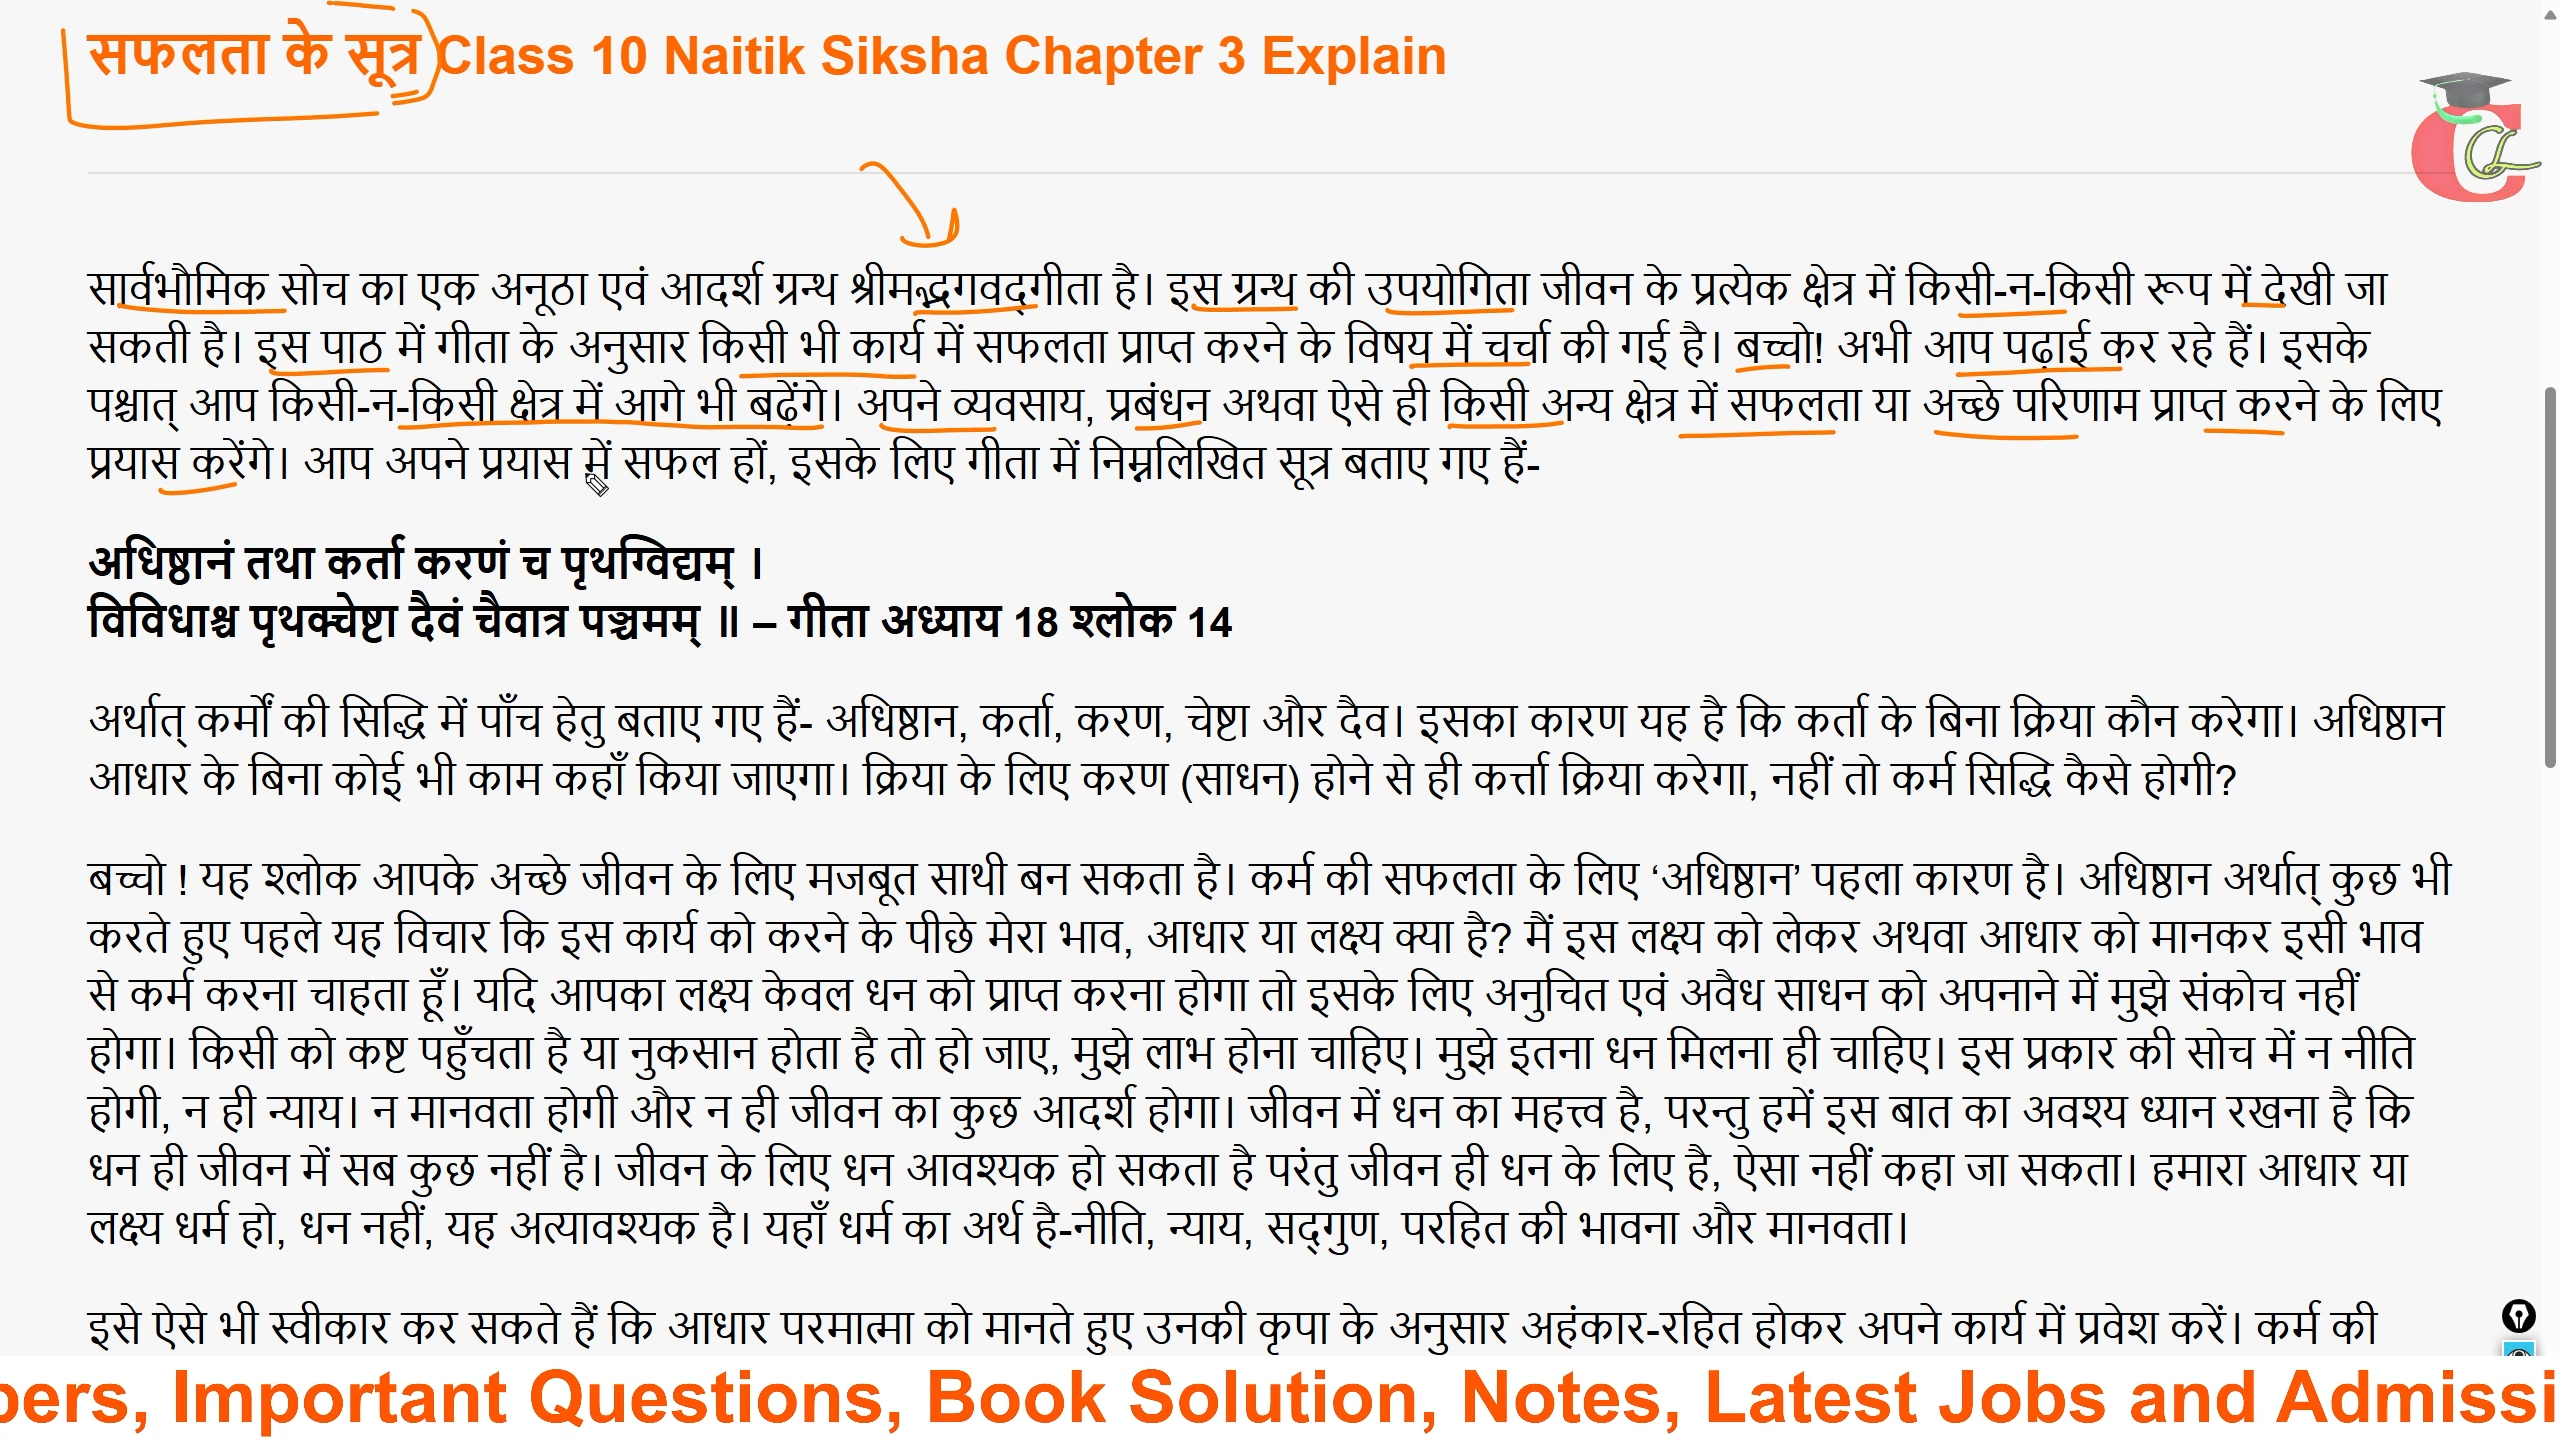 सफलता के सूत्र Class 10 Naitik Siksha Chapter 3 Explain
सार्वभौमिक सोच का एक अनूठा एवं आदर्श ग्रन्थ श्रीमद्भगवद्गीता है। इस ग्रन्थ की उपयोगिता जीवन के प्रत्येक क्षेत्र में किसी-न-किसी रूप में देखी जा
सकती है। इस पाठ में गीता के अनुसार किसी भी कार्य में सफलता प्राप्त करने के विषय में चर्चा की गई है। बच्चो! अभी आप पढ़ाई कर रहे हैं। इसके
पश्चात् आप किसी-न-किसी क्षेत्र में आगे भी बढ़ेंगे। अपने व्यवसाय, प्रबंधन अथवा ऐसे ही किसी अन्य क्षेत्र में सफलता या अच्छे परिणाम प्राप्त करने के लिए
प्रयास करेंगे। आप अपने प्रयास में सफल हों, इसके लिए गीता में निम्नलिखित सूत्र बताए गए हैं-
अधिष्ठानं तथा कर्ता करणं च पृथग्विद्यम् ।
विविधाश्च पृथक्चेष्टा दैवं चैवात्र पञ्चमम् ॥ – गीता अध्याय 18 श्लोक 14
अर्थात् कर्मों की सिद्धि में पाँच हेतु बताए गए हैं- अधिष्ठान, कर्ता, करण, चेष्टा और दैव। इसका कारण यह है कि कर्ता के बिना क्रिया कौन करेगा। अधिष्ठान
आधार के बिना कोई भी काम कहाँ किया जाएगा। क्रिया के लिए करण (साधन) होने से ही कर्त्ता क्रिया करेगा, नहीं तो कर्म सिद्धि कैसे होगी?
बच्चो ! यह श्लोक आपके अच्छे जीवन के लिए मजबूत साथी बन सकता है। कर्म की सफलता के लिए ‘अधिष्ठान’ पहला कारण है। अधिष्ठान अर्थात् कुछ भी
करते हुए पहले यह विचार कि इस कार्य को करने के पीछे मेरा भाव, आधार या लक्ष्य क्या है? मैं इस लक्ष्य को लेकर अथवा आधार को मानकर इसी भाव
से कर्म करना चाहता हूँ। यदि आपका लक्ष्य केवल धन को प्राप्त करना होगा तो इसके लिए अनुचित एवं अवैध साधन को अपनाने में मुझे संकोच नहीं
होगा। किसी को कष्ट पहुँचता है या नुकसान होता है तो हो जाए, मुझे लाभ होना चाहिए। मुझे इतना धन मिलना ही चाहिए। इस प्रकार की सोच में न नीति
होगी, न ही न्याय। न मानवता होगी और न ही जीवन का कुछ आदर्श होगा। जीवन में धन का महत्त्व है, परन्तु हमें इस बात का अवश्य ध्यान रखना है कि
धन ही जीवन में सब कुछ नहीं है। जीवन के लिए धन आवश्यक हो सकता है परंतु जीवन ही धन के लिए है, ऐसा नहीं कहा जा सकता। हमारा आधार या
लक्ष्य धर्म हो, धन नहीं, यह अत्यावश्यक है। यहाँ धर्म का अर्थ है-नीति, न्याय, सद्गुण, परहित की भावना और मानवता।
इसे ऐसे भी स्वीकार कर सकते हैं कि आधार परमात्मा को मानते हुए उनकी कृपा के अनुसार अहंकार-रहित होकर अपने कार्य में प्रवेश करें। कर्म की
pers, Important Questions, Book Solution, Notes, Latest Jobs and Admissi